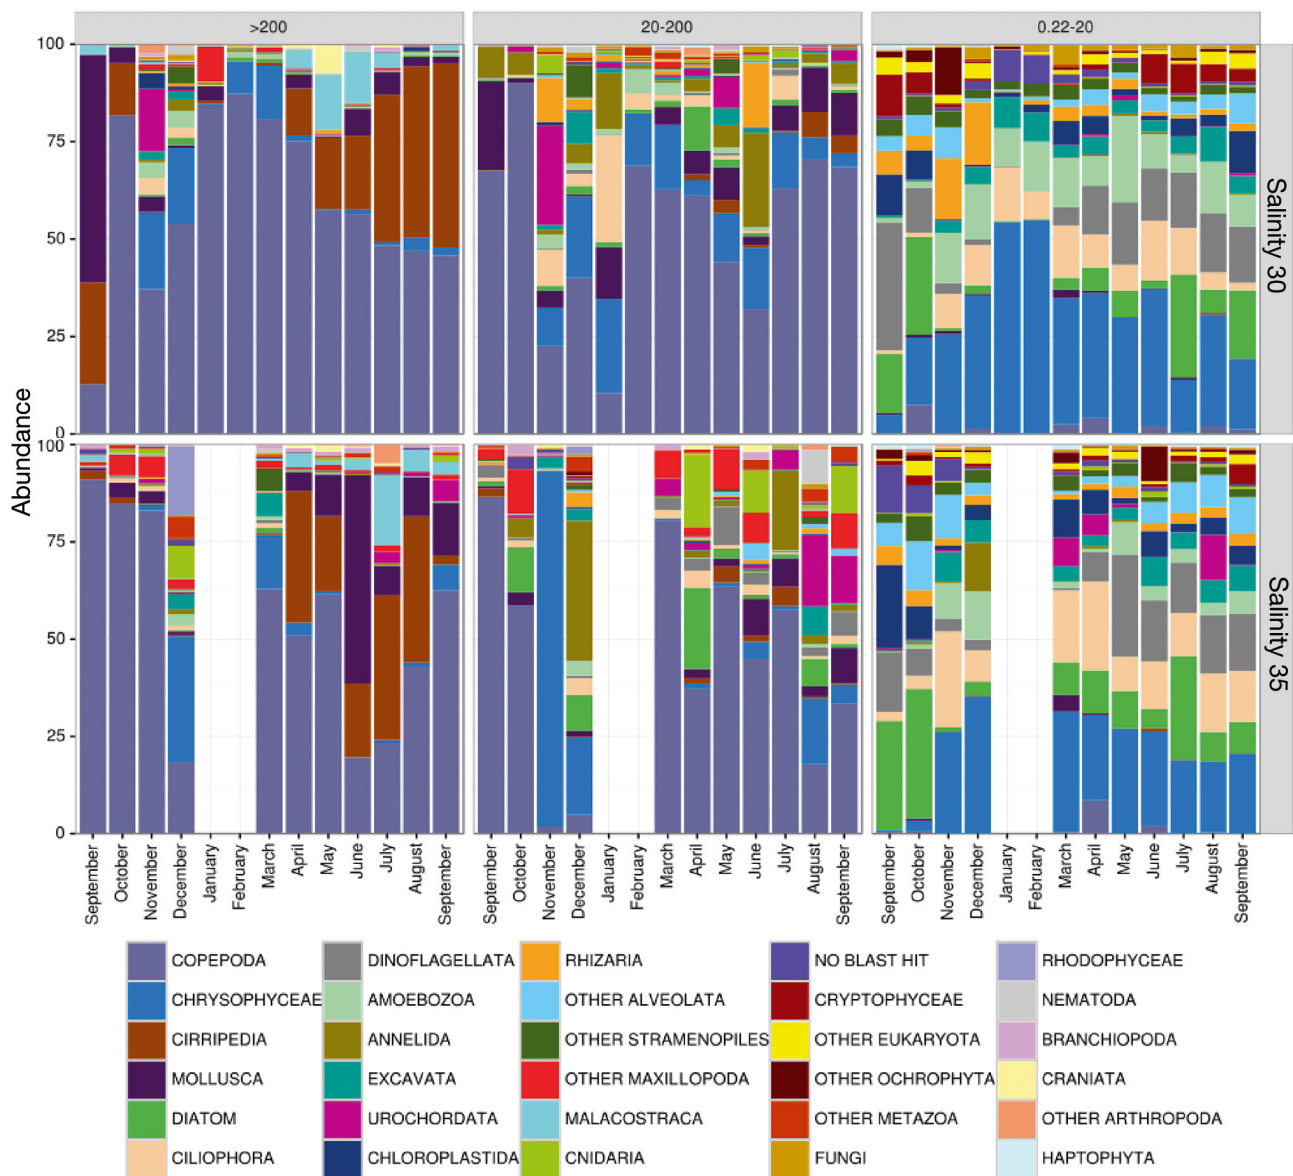 >200 20-200 0.22-20
100
75
50
25
0
Salinity 30
Abundance
100
75
50
25
0
Salinity 35
September October November December January February March April May June July August September
September October November December January February March April May June July August September
September October November December January February March April May June July August September
COPEPODA DINOFLAGELLATA RHIZARIA NO BLAST HIT RHODOPHYCEAE
CHRYSOPHYCEAE AMOEBOZOA OTHER ALVEOLATA CRYPTOPHYCEAE NEMATODA
CIRRIPEDIA ANNELIDA OTHER STRAMENOPILES OTHER EUKARYOTA BRANCHIOPODA
MOLLUSCA EXCAVATA OTHER MAXILLOPODA OTHER OCHROPHYTA CRANIATA
DIATOM UROCHORDATA MALACOSTRACA OTHER METAZOA OTHER ARTHROPODA
CILIOPHORA CHLOROPLASTIDA CNIDARIA FUNGI HAPTOPHYTA